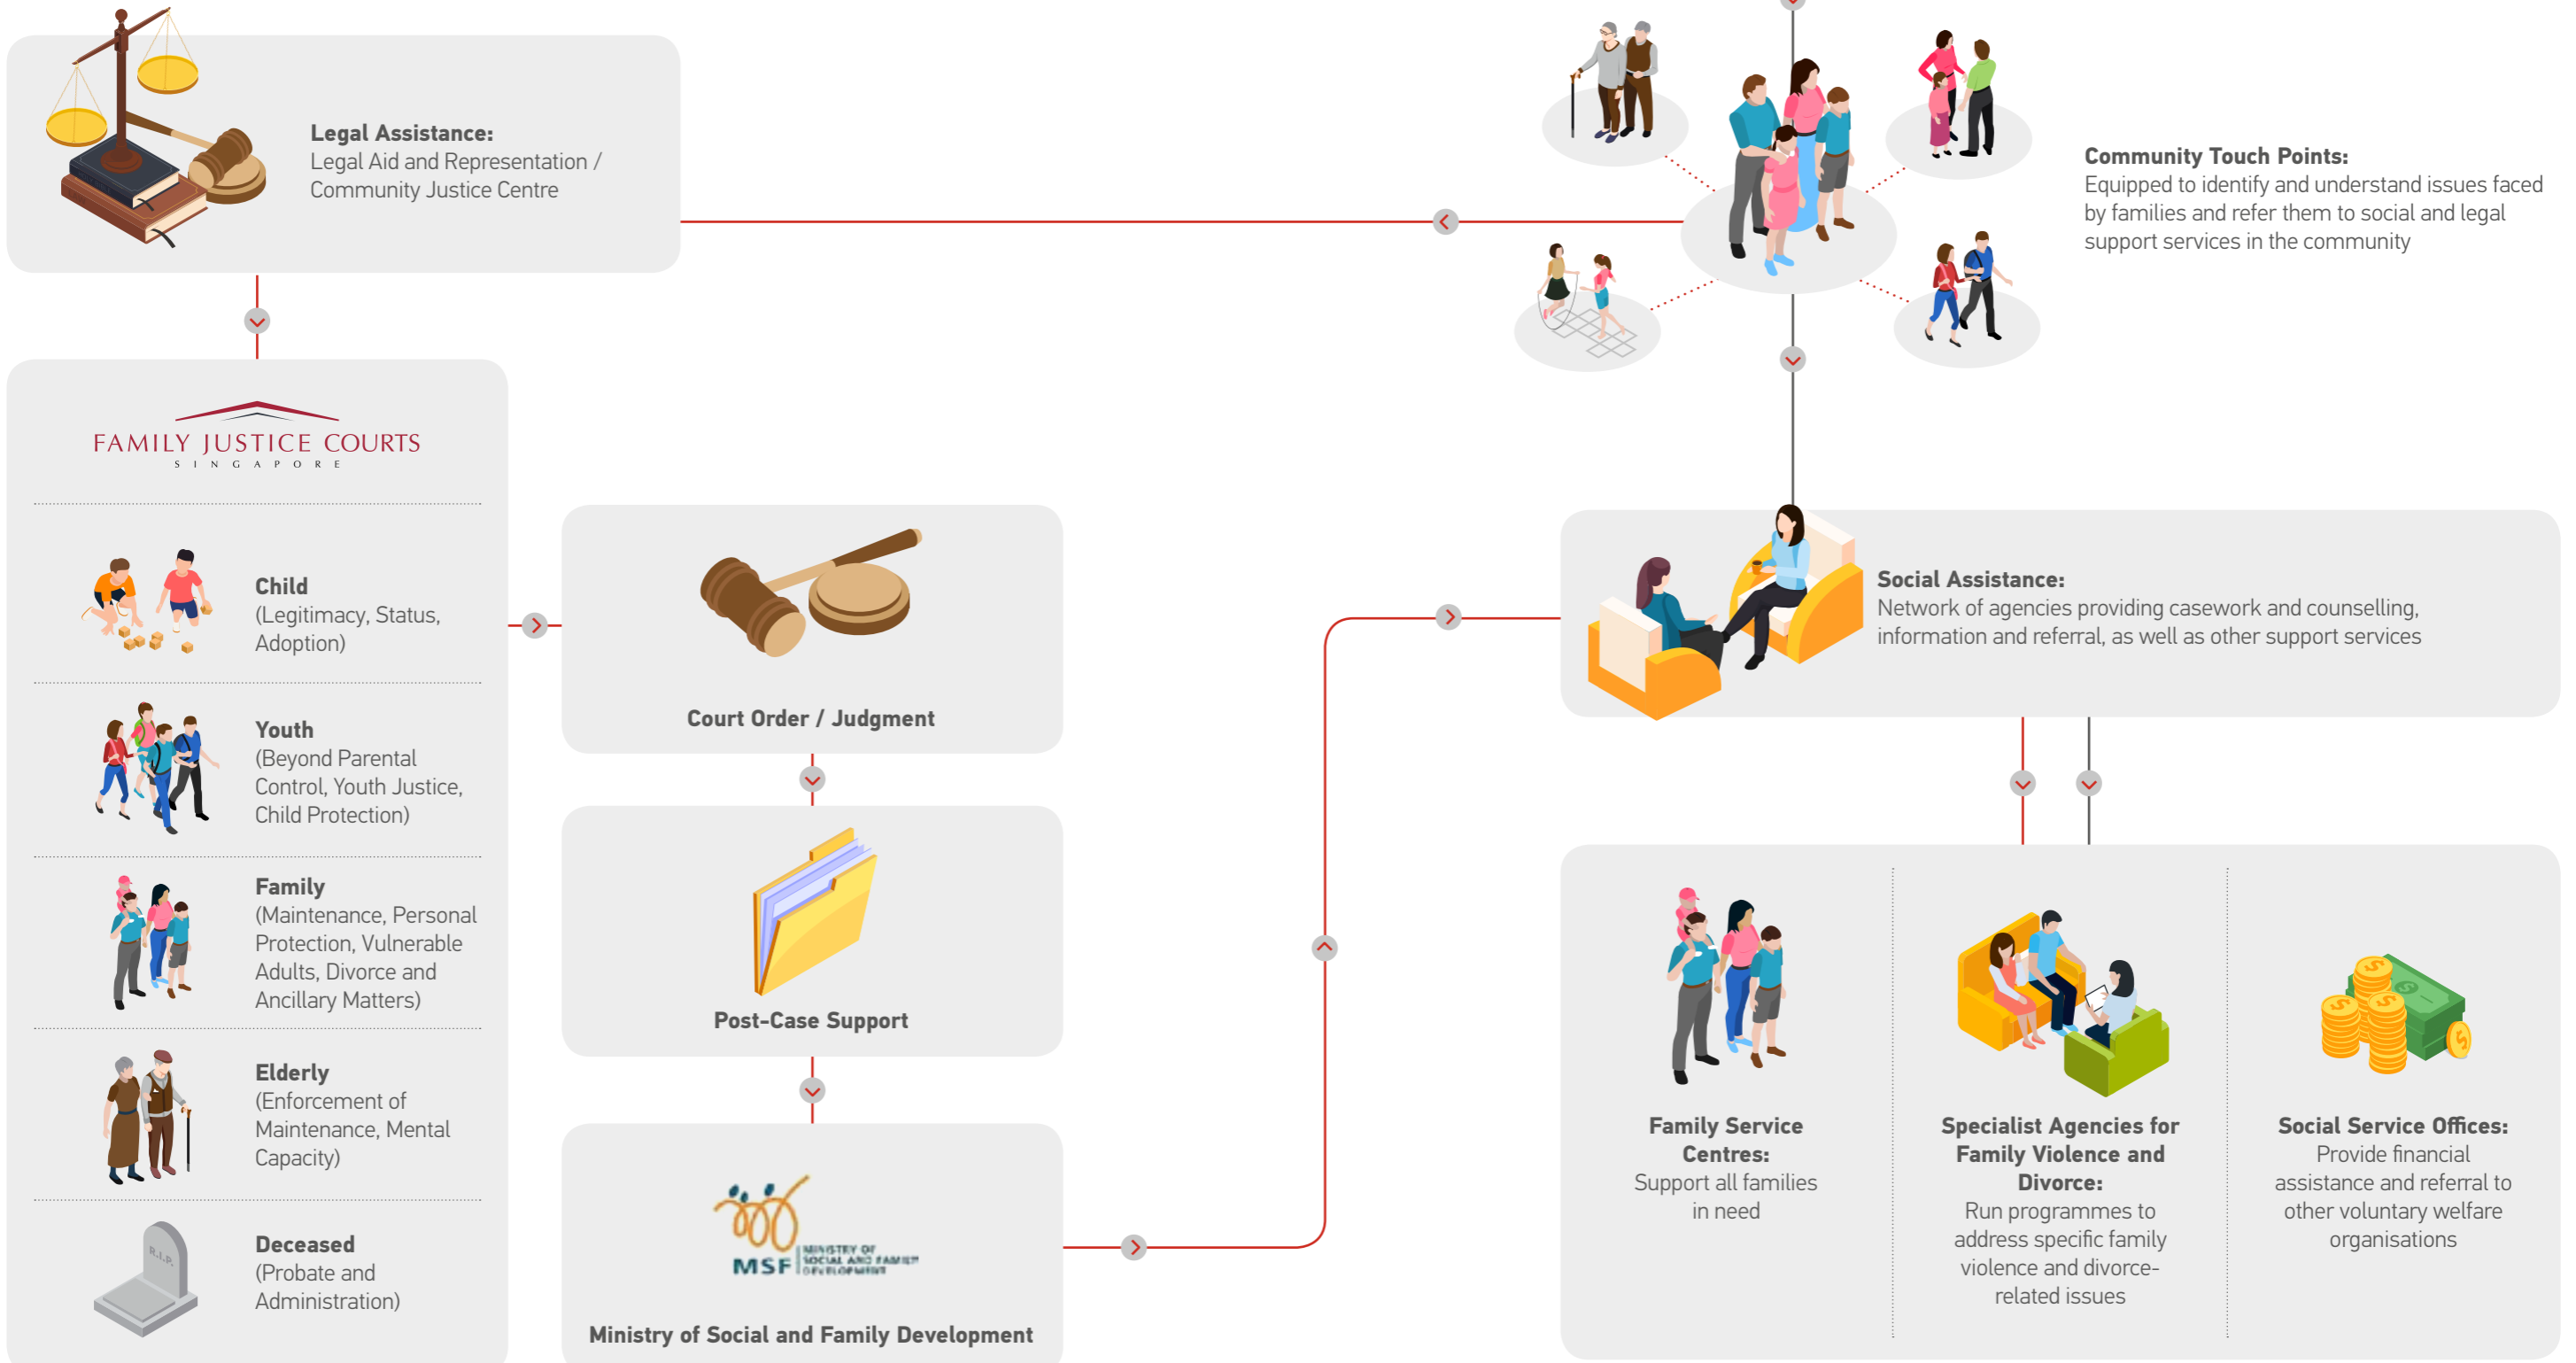 Legal Assistance:
Legal Aid and Representation /
Community Justice Centre
Community Touch Points:
Equipped to identify and understand issues faced
by families and refer them to social and legal
support services in the community
FAMILY JUSTICE COURTS
SINGAPORE
Child
(Legitimacy, Status,
Adoption)
Youth
(Beyond Parental
Control, Youth Justice,
Child Protection)
Family
(Maintenance, Personal
Protection, Vulnerable
Adults, Divorce and
Ancillary Matters)
Elderly
(Enforcement of
Maintenance, Mental
Capacity)
R.I.P.
Deceased
(Probate and
Administration)
Court Order / Judgment
Post-Case Support
MSF
MINISTRY OF
SOCIAL AND FAMILY
DEVELOPMENT
Ministry of Social and Family Development
Social Assistance:
Network of agencies providing casework and counselling,
information and referral, as well as other support services
Family Service
Centres:
Support all families
in need
Specialist Agencies for
Family Violence and
Divorce:
Run programmes to
address specific family
violence and divorce-
related issues
Social Service Offices:
Provide financial
assistance and referral to
other voluntary welfare
organisations